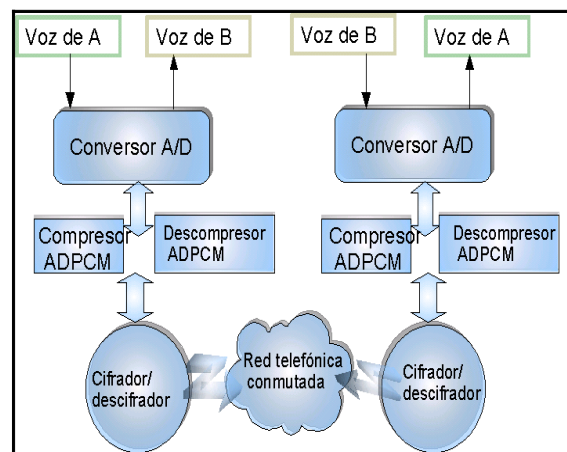 Voz de A
Voz de B
Voz de B
Voz de A
Conversor A/D
Conversor A/D
Compresor
ADPCM
Descompresor
ADPCM
Compresor
ADPCM
Descompresor
ADPCM
Cifrador/
descifrador
Red telefónica
conmutada
Cifrador/
descifrador